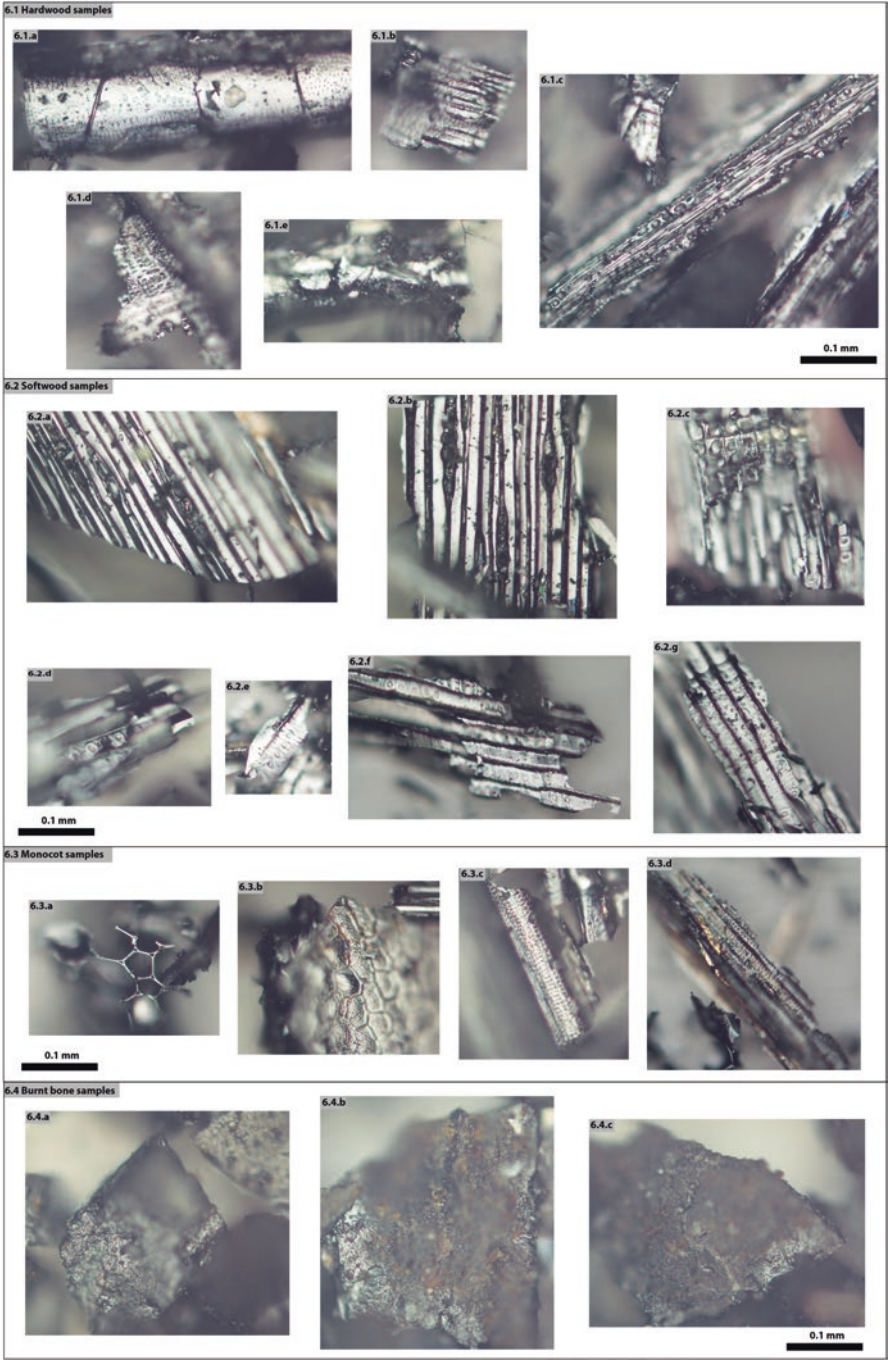 6.1 Hardwood samples
6.1.a
6.1.b
6.1.c
6.1.d
6.1.e
0.1 mm
6.2 Softwood samples
6.2.a
6.2.b
6.2.c
6.2.d
6.2.e
6.2.f
6.2.g
0.1 mm
6.3 Monocot samples
6.3.a
6.3.b
6.3.c
6.3.d
0.1 mm
6.4 Burnt bone samples
6.4.a
6.4.b
6.4.c
0.1 mm